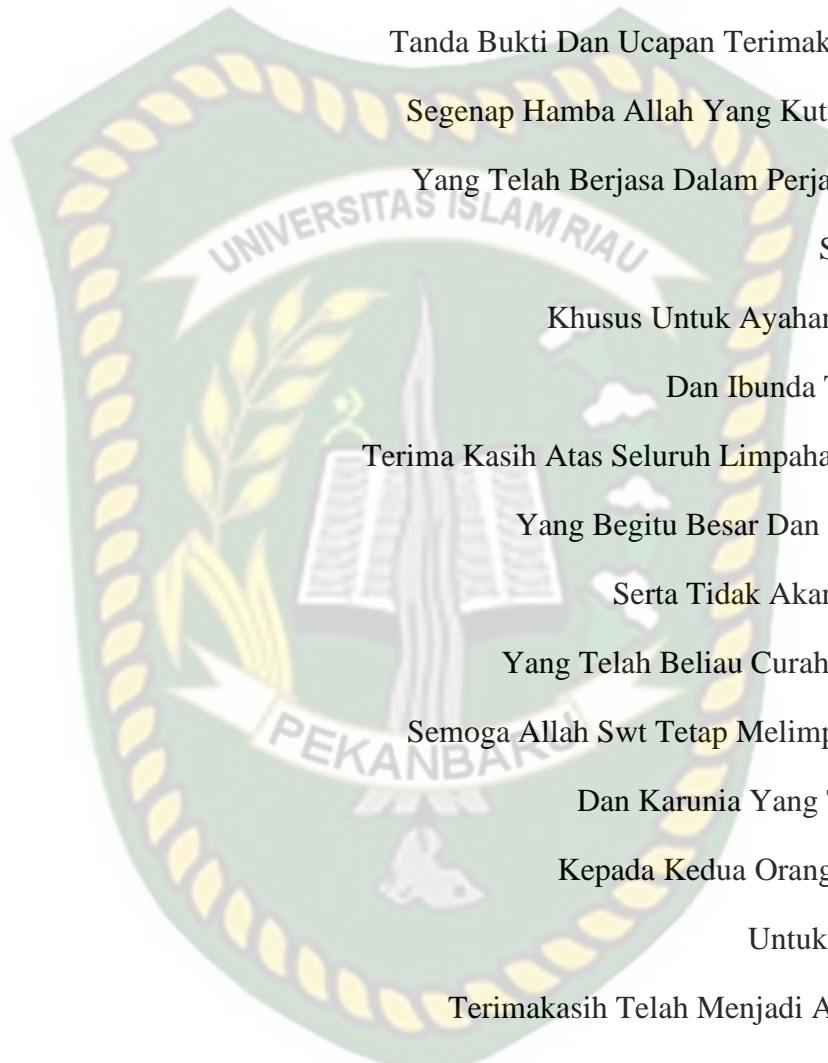 Tanda Bukti Dan Ucapan Terimak
Segenap Hamba Allah Yang Kut
Yang Telah Berjasa Dalam Perja
UNIVERSITAS ISLAM RIAU
S
Khusus Untuk Ayahar
Dan Ibunda
Terima Kasih Atas Seluruh Limpaha
Yang Begitu Besar Dan
Serta Tidak Akan
Yang Telah Beliau Curah
PEKANBARU
Semoga Allah Swt Tetap Melimp
Dan Karunia Yang
Kepada Kedua Orang
Untuk
Terimakasih Telah Menjadi A